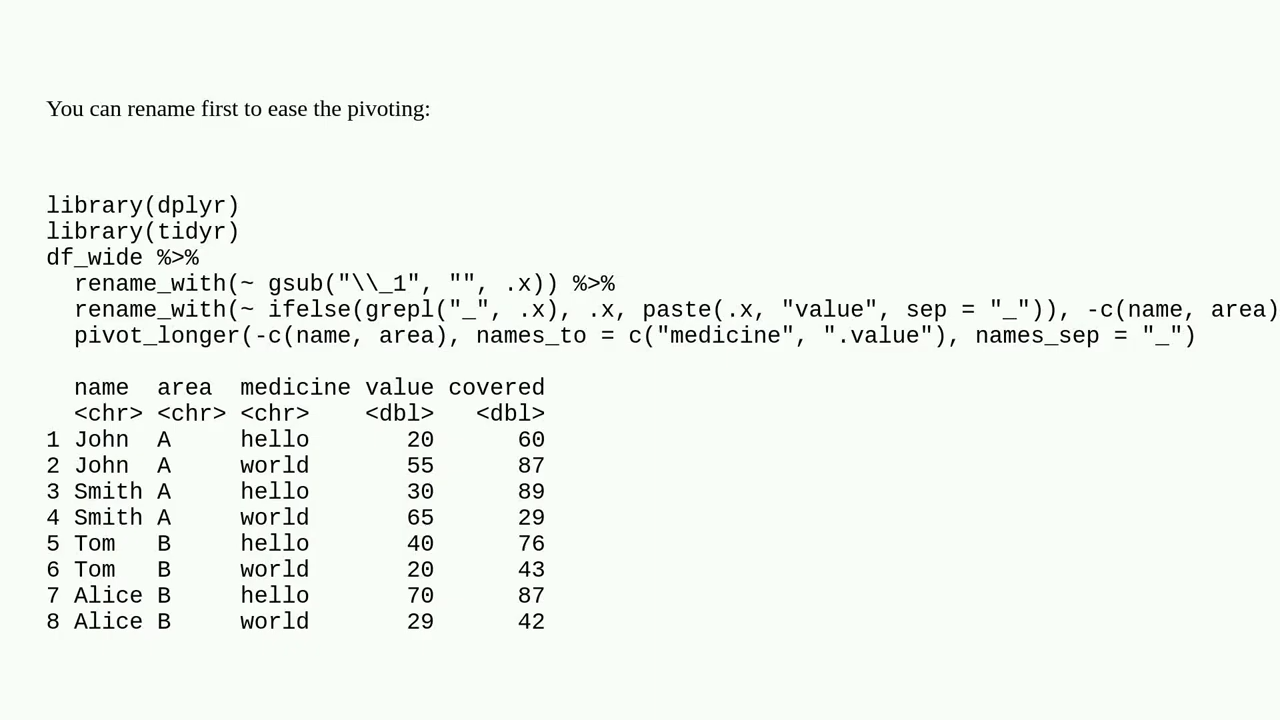 You can rename first to ease the pivoting:
library(dplyr)
library(tidyr)
df_wide %>%
  rename_with(~ gsub("\\_1", "", .x)) %>%
  rename_with(~ ifelse(grepl("_", .x), .x, paste(.x, "value", sep = "_")), -c(name, area)
  pivot_longer(-c(name, area), names_to = c("medicine", ".value"), names_sep = "_")
  name  area  medicine value covered
  <chr> <chr> <chr>    <dbl>   <dbl>
1 John  A     hello       20      60
2 John  A     world       55      87
3 Smith A     hello       30      89
4 Smith A     world       65      29
5 Tom   B     hello       40      76
6 Tom   B     world       20      43
7 Alice B     hello       70      87
8 Alice B     world       29      42